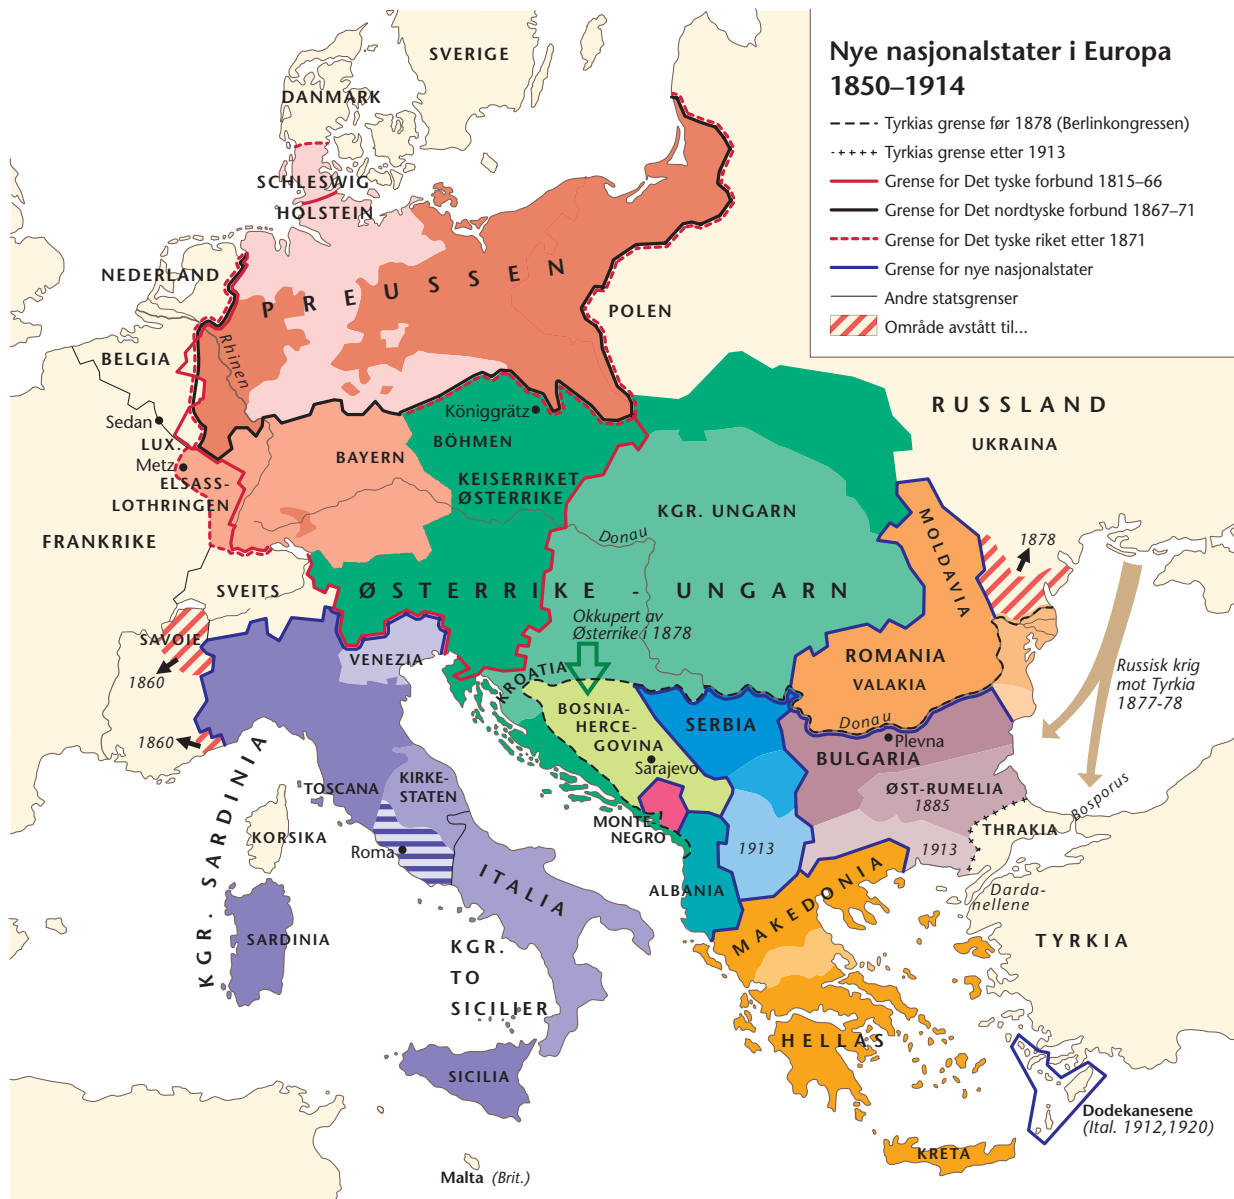 Nye nasjonalstater i Europa
1850–1914
Tyrkias grense før 1878 (Berlinkongressen)
Tyrkias grense etter 1913
Grense for Det tyske forbund 1815–66
Grense for Det nordtyske forbund 1867–71
Grense for Det tyske riket etter 1871
Grense for nye nasjonalstater
Andre statsgrenser
Område avstått til...
SVERIGE
DANMARK
SCHLESWIG
HOLSTEIN
NEDERLAND
PREUSSEN
POLEN
BELGIA
Rhinen
Sedan
LUX.
Metz
ELSASS-
LOTHRINGEN
Königgrätz
BÖHMEN
BAYERN
KEISERRIKET
ØSTERRIKE
RUSSLAND
UKRAINA
KGR. UNGARN
Donau
MOLDAVIA
1878
FRANKRIKE
SVEITS
ØSTERRIKE - UNGARN
Okkupert av
Østerrike i 1878
SAVOIE
1860
1860
VENEZIA
KROATIA
ROMANIA
VALAKIA
Donau
Russisk krig
mot Tyrkia
1877-78
BOSNIA-
HERCE-
GOVINA
Sarajevo
SERBIA
Plevna
BULGARIA
ØST-RUMELIA
1885
Bosporus
TOSCANA
KIRKE-
STATEN
KGR. SARDINIA
KORSIKA
Roma
MONTE-
NEGRO
1913
1913
THRAKIA
ITALIA
ALBANIA
MAKEDONIA
Darda-
nellene
SARDINIA
KGR.
TO
SICILIER
TYRKIA
HELLAS
SICILIA
Dodekanesene
(Ital. 1912,1920)
KRETA
Malta (Brit.)